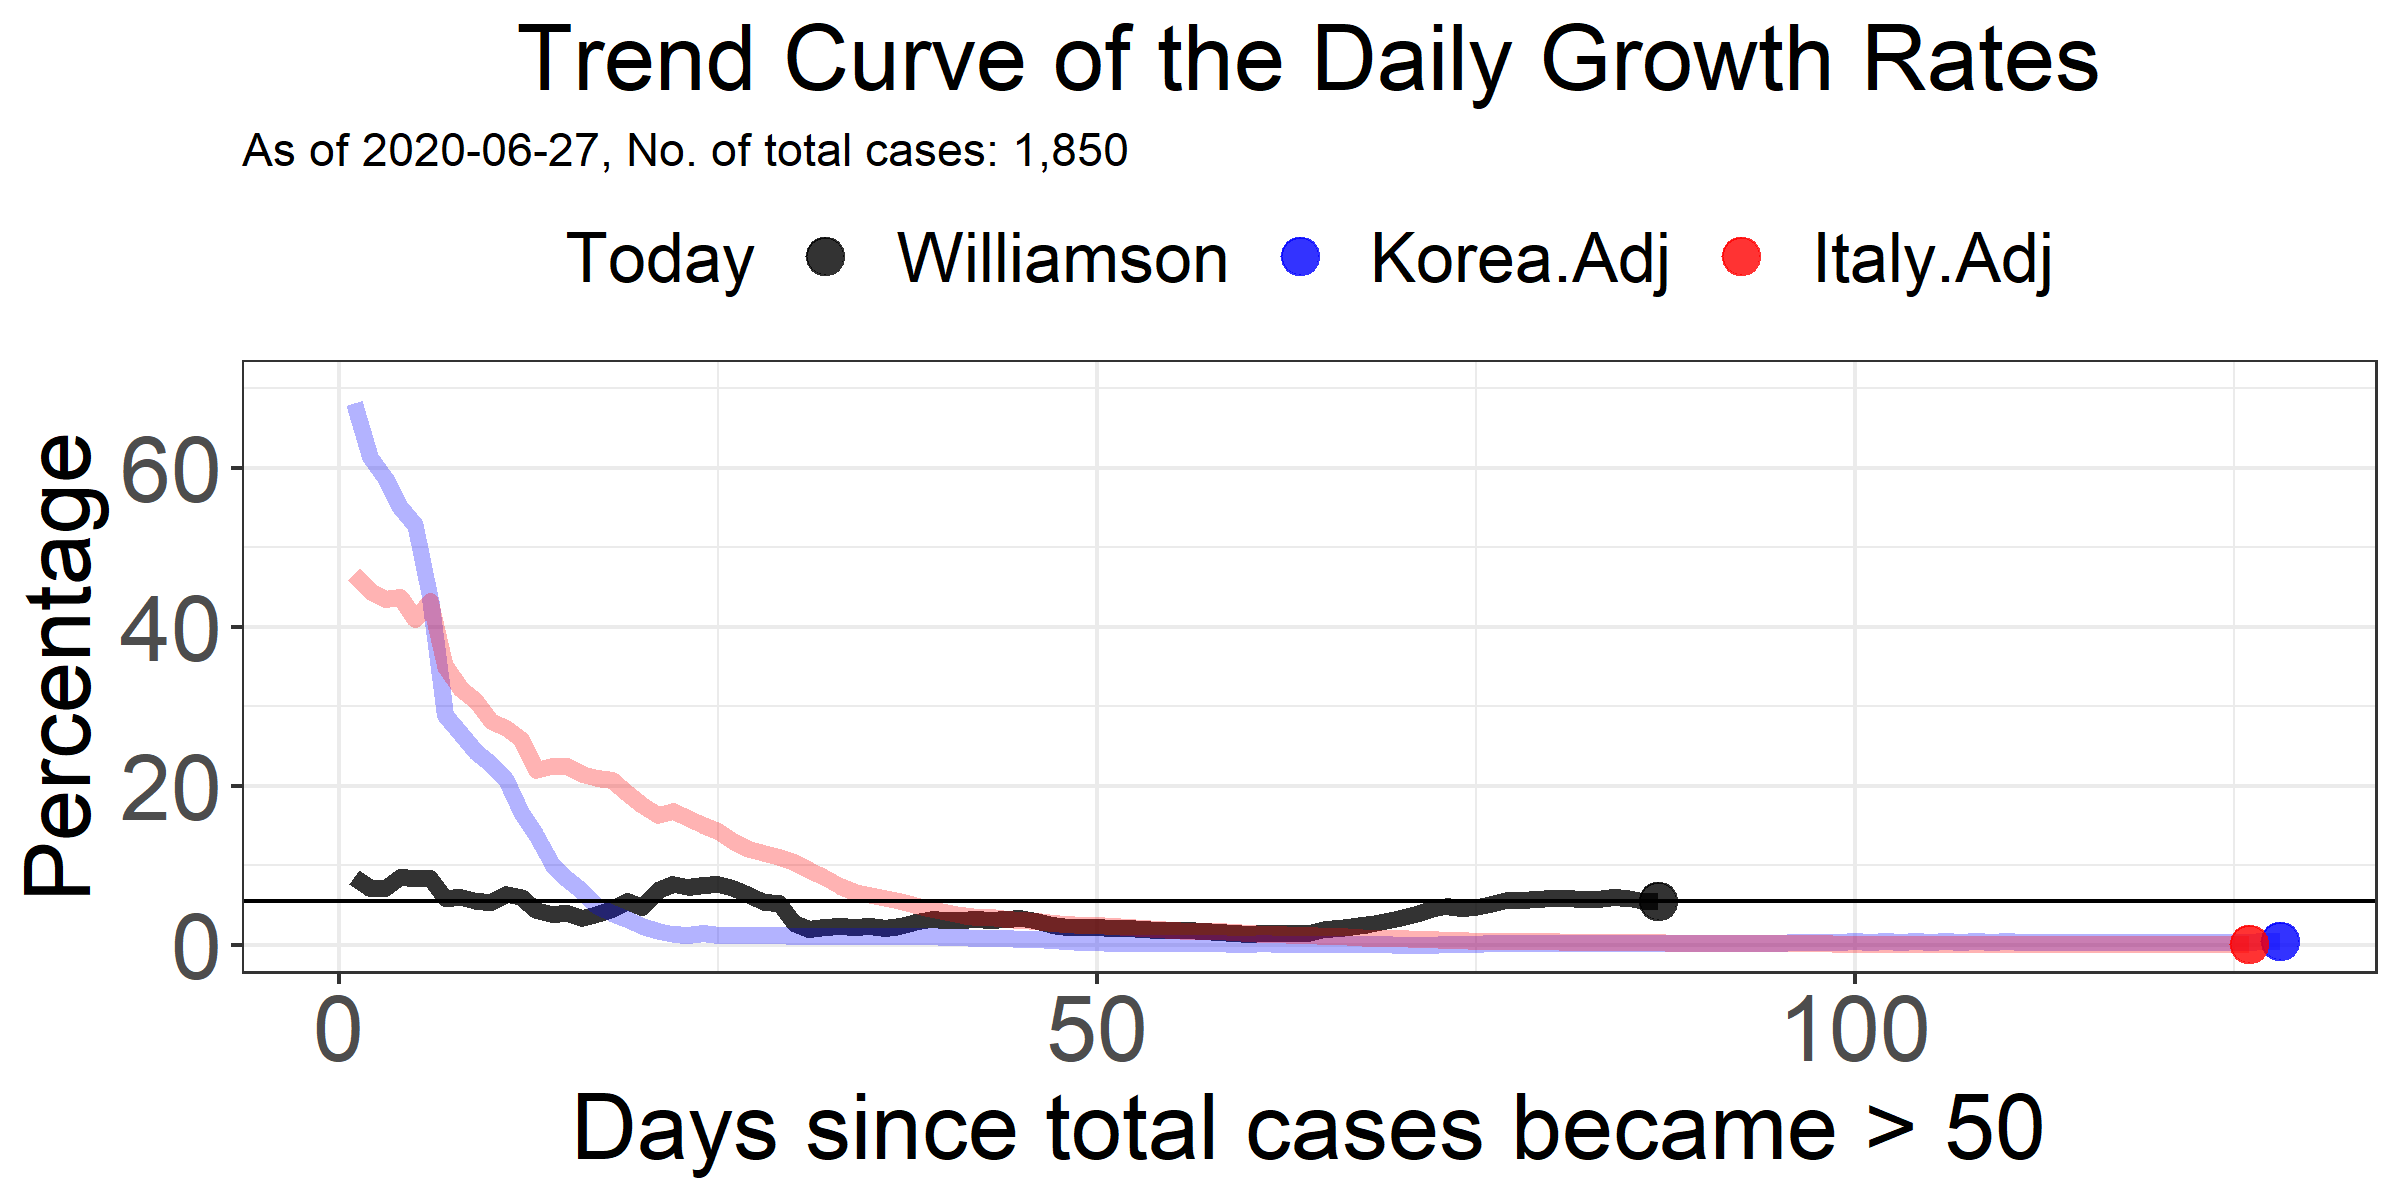 Trend Curve of the Daily Growth Rates
As of 2020-06-27, No. of total cases: 1,850
Today Williamson Korea.Adj Italy.Adj
Percentage
60
40
20
0
0 50 100
Days since total cases became > 50